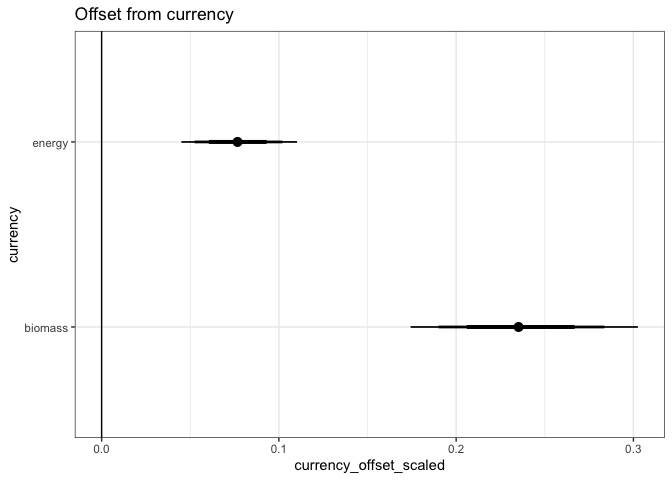 Offset from currency
energy
biomass
currency
0.0 0.1 0.2 0.3
currency_offset_scaled